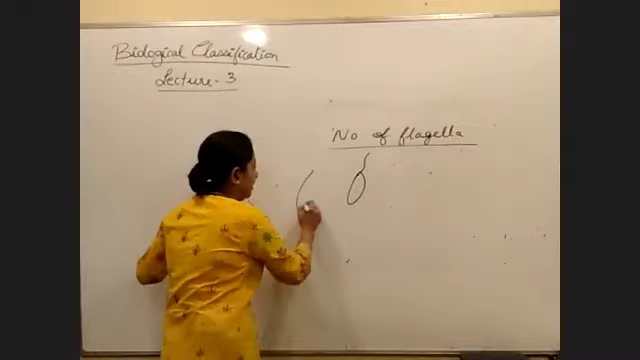 Biological Classification
Lecture - 3
No of flagella